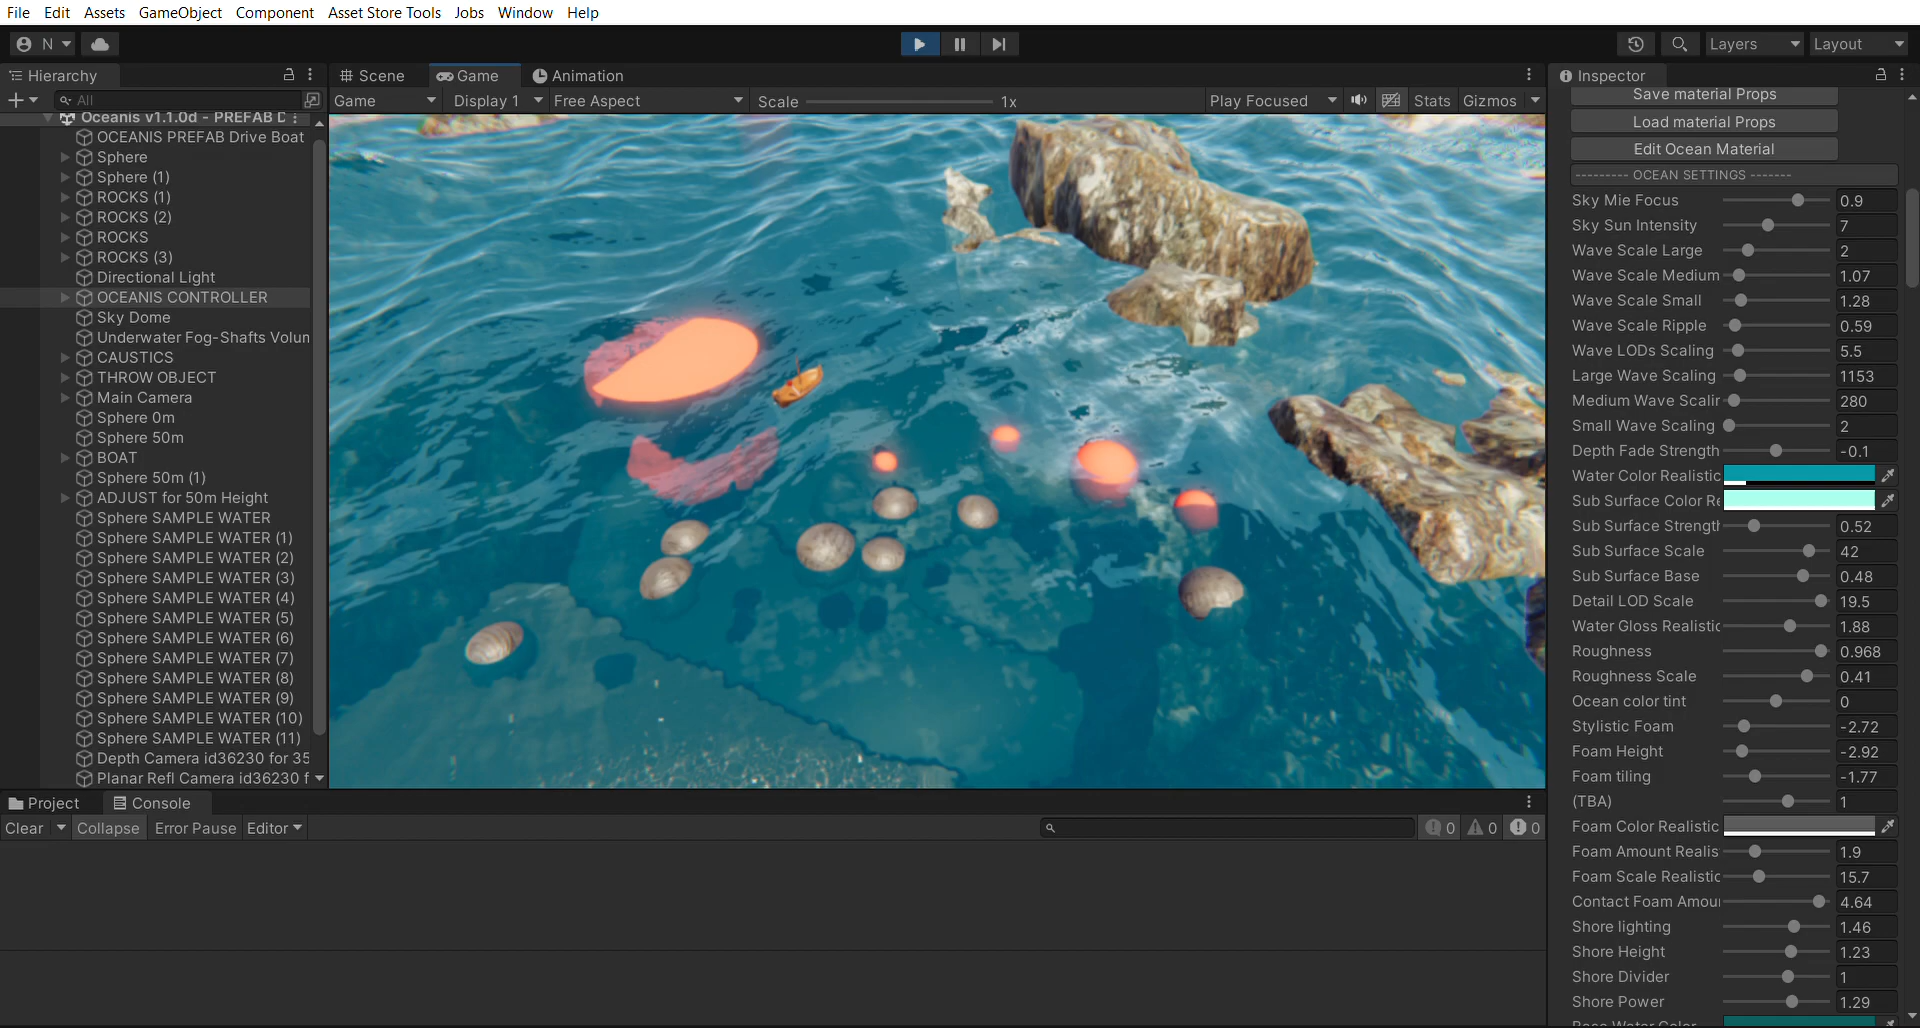 File Edit Assets GameObject Component Asset Store Tools Jobs Window Help
N
Layers
Layout
Hierarchy
Scene
Game
Animation
Inspector
All
Game
Display 1
Free Aspect
Scale
1x
Play Focused
Stats
Gizmos
Oceanis v1.1.0d - PREFAB D
OCEANIS PREFAB Drive Boat
Sphere
Sphere (1)
ROCKS (1)
ROCKS (2)
ROCKS
ROCKS (3)
Directional Light
OCEANIS CONTROLLER
Sky Dome
Underwater Fog-Shafts Volum
CAUSTICS
THROW OBJECT
Main Camera
Sphere 0m
Sphere 50m
BOAT
Sphere 50m (1)
ADJUST for 50m Height
Sphere SAMPLE WATER
Sphere SAMPLE WATER (1)
Sphere SAMPLE WATER (2)
Sphere SAMPLE WATER (3)
Sphere SAMPLE WATER (4)
Sphere SAMPLE WATER (5)
Sphere SAMPLE WATER (6)
Sphere SAMPLE WATER (7)
Sphere SAMPLE WATER (8)
Sphere SAMPLE WATER (9)
Sphere SAMPLE WATER (10)
Sphere SAMPLE WATER (11)
Depth Camera id36230 for 35
Planar Refl Camera id36230 f
Project
Console
Clear
Collapse
Error Pause
Editor
0
0
0
Save material Props
Load material Props
Edit Ocean Material
--------- OCEAN SETTINGS -------
Sky Mie Focus 0.9
Sky Sun Intensity 7
Wave Scale Large 2
Wave Scale Medium 1.07
Wave Scale Small 1.28
Wave Scale Ripple 0.59
Wave LODs Scaling 5.5
Large Wave Scaling 1153
Medium Wave Scalin 280
Small Wave Scaling 2
Depth Fade Strength -0.1
Water Color Realistic
Sub Surface Color Re
Sub Surface Strength 0.52
Sub Surface Scale 42
Sub Surface Base 0.48
Detail LOD Scale 19.5
Water Gloss Realistic 1.88
Roughness 0.968
Roughness Scale 0.41
Ocean color tint 0
Stylistic Foam -2.72
Foam Height -2.92
Foam tiling -1.77
(TBA) 1
Foam Color Realistic
Foam Amount Realis 1.9
Foam Scale Realistic 15.7
Contact Foam Amou 4.64
Shore lighting 1.46
Shore Height 1.23
Shore Divider 1
Shore Power 1.29
Base Water Color